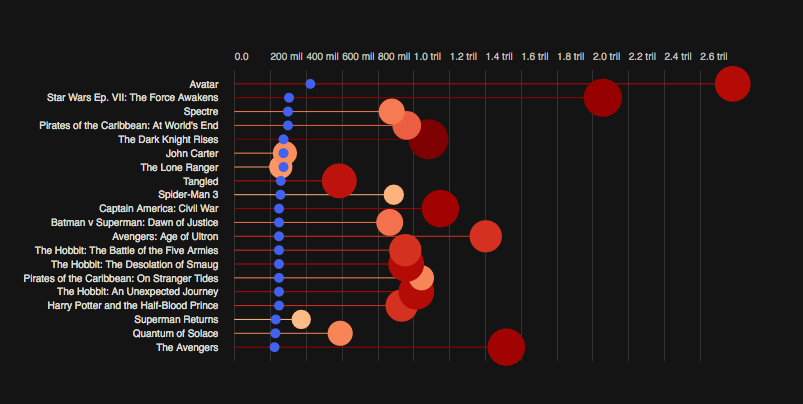 0.0 200 mil 400 mil 600 mil 800 mil 1.0 tril 1.2 tril 1.4 tril 1.6 tril 1.8 tril 2.0 tril 2.2 tril 2.4 tril 2.6 tril
Avatar
Star Wars Ep. VII: The Force Awakens
Spectre
Pirates of the Caribbean: At World's End
The Dark Knight Rises
John Carter
The Lone Ranger
Tangled
Spider-Man 3
Captain America: Civil War
Batman v Superman: Dawn of Justice
Avengers: Age of Ultron
The Hobbit: The Battle of the Five Armies
The Hobbit: The Desolation of Smaug
Pirates of the Caribbean: On Stranger Tides
The Hobbit: An Unexpected Journey
Harry Potter and the Half-Blood Prince
Superman Returns
Quantum of Solace
The Avengers